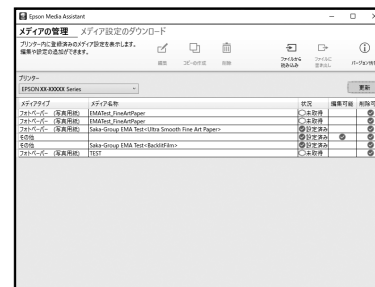 Epson Media Assistant
メディアの管理 メディア設定のダウンロード
プリンター内に登録済みのメディア設定を表示します。
編集や設定の追加ができます。
編集 コピーの作成 削除 ファイルから 読み込み ファイルに 書き出し バージョン情報
プリンター
EPSON XX-XXXXX Series 更新
メディアタイプ メディア名称 状況 編集可能 削除可
フォトペーパー (写真用紙) EMATest_FineArtPaper 未取得
フォトペーパー (写真用紙) EMATest_FineArtPaper 未取得
フォトペーパー (写真用紙) Saka-Group EMA Test<Ultra Smooth Fine Art Paper> 設定済み
その他 設定済み
その他 Saka-Group EMA Test<BacklitFilm> 設定済み
フォトペーパー (写真用紙) TEST 未取得